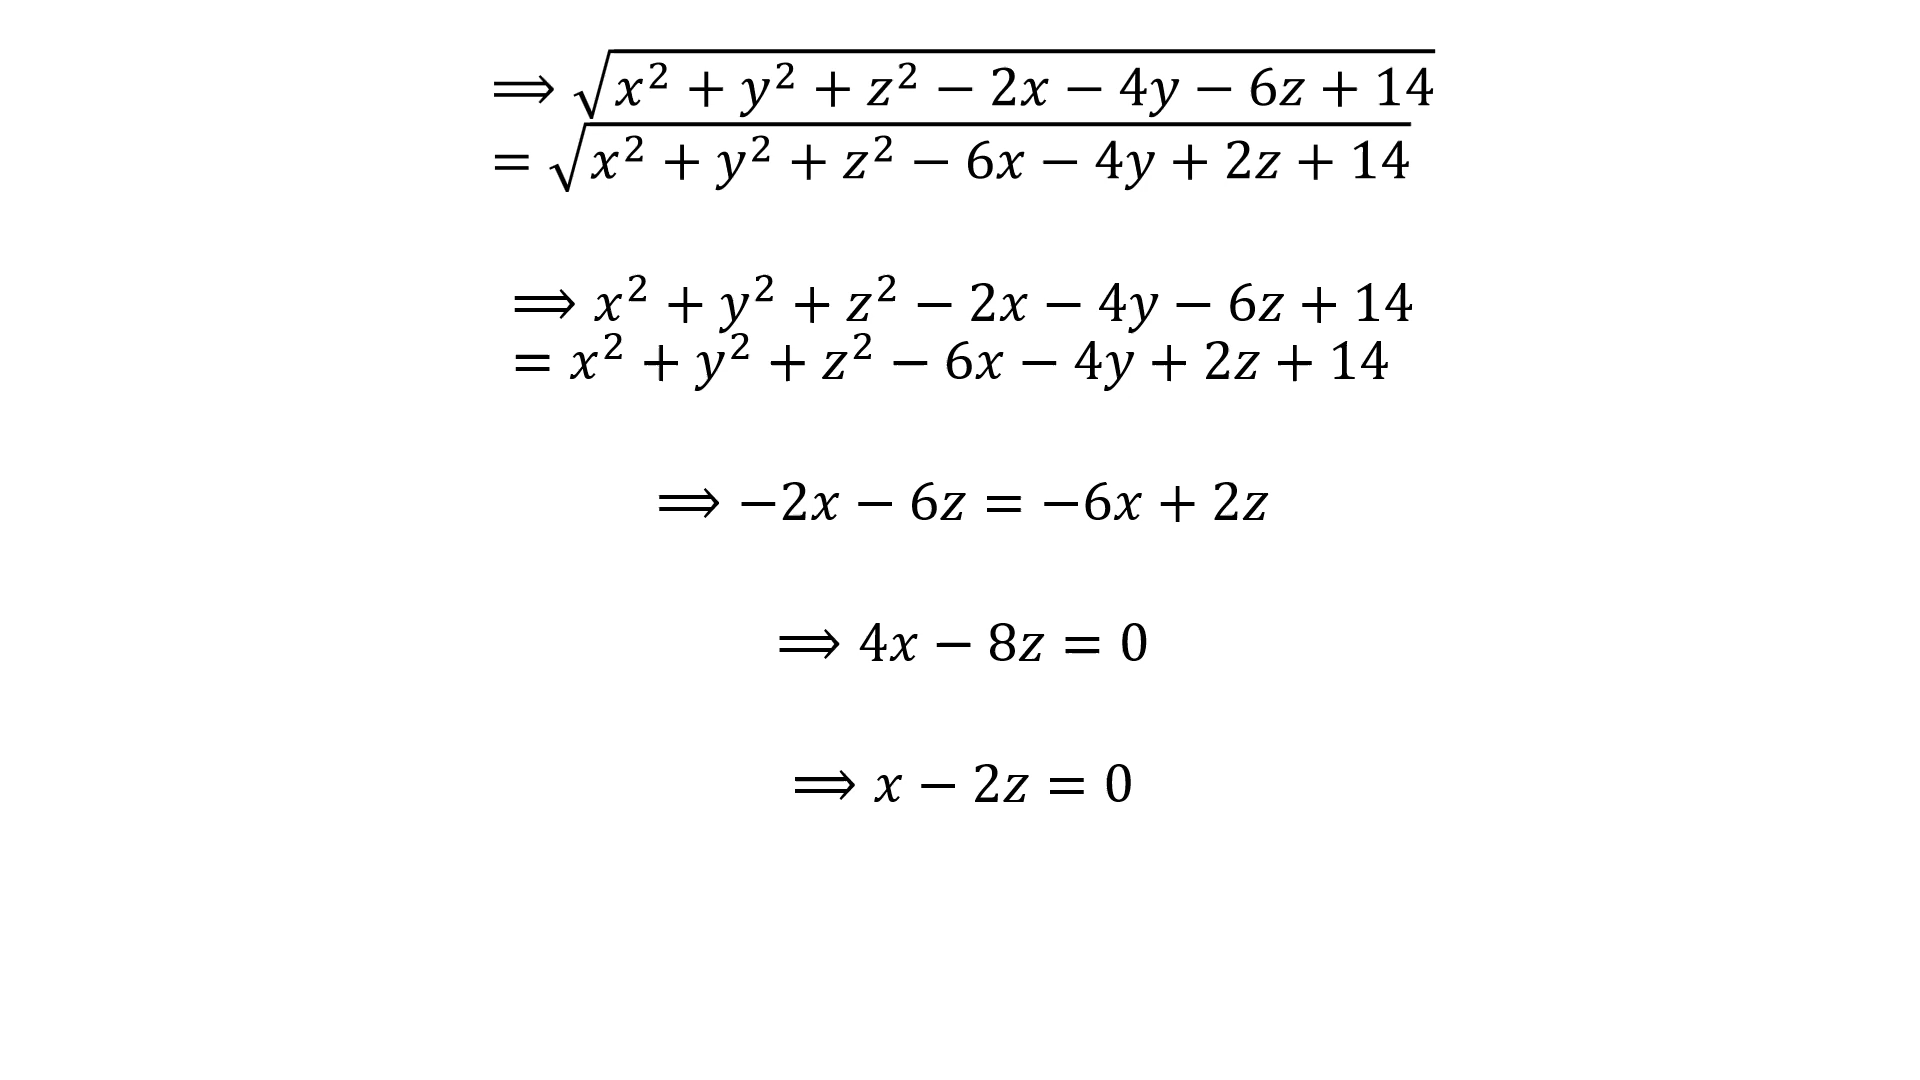 ⟹ √(x² + y² + z² − 2x − 4y − 6z + 14)
= √(x² + y² + z² − 6x − 4y + 2z + 14)
⟹ x² + y² + z² − 2x − 4y − 6z + 14
= x² + y² + z² − 6x − 4y + 2z + 14
⟹ −2x − 6z = −6x + 2z
⟹ 4x − 8z = 0
⟹ x − 2z = 0